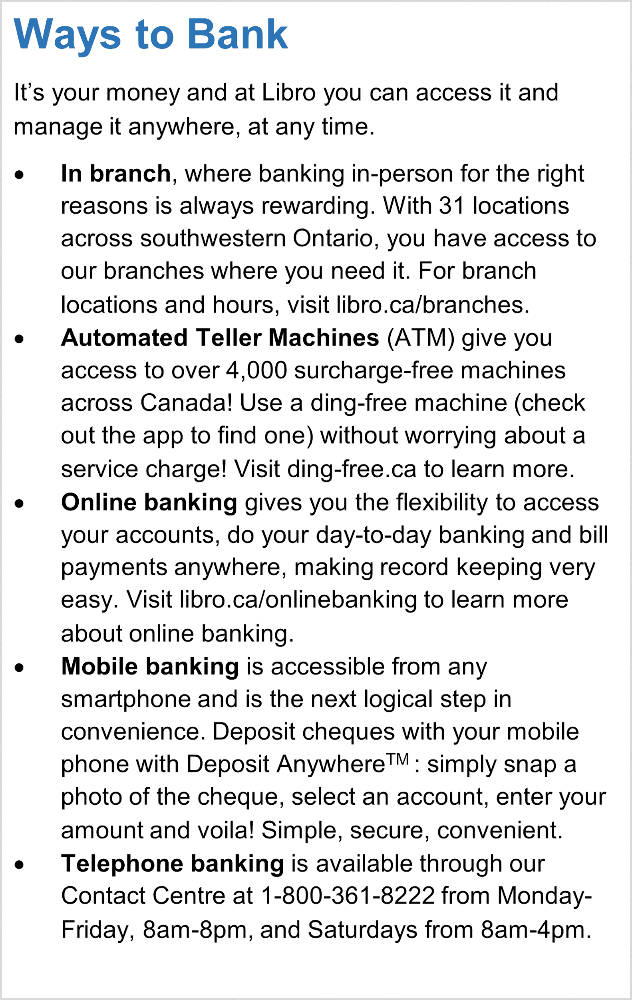 Ways to Bank
It’s your money and at Libro you can access it and
manage it anywhere, at any time.
• In branch, where banking in-person for the right
reasons is always rewarding. With 31 locations
across southwestern Ontario, you have access to
our branches where you need it. For branch
locations and hours, visit libro.ca/branches.
• Automated Teller Machines (ATM) give you
access to over 4,000 surcharge-free machines
across Canada! Use a ding-free machine (check
out the app to find one) without worrying about a
service charge! Visit ding-free.ca to learn more.
• Online banking gives you the flexibility to access
your accounts, do your day-to-day banking and bill
payments anywhere, making record keeping very
easy. Visit libro.ca/onlinebanking to learn more
about online banking.
• Mobile banking is accessible from any
smartphone and is the next logical step in
convenience. Deposit cheques with your mobile
phone with Deposit Anywhere™ : simply snap a
photo of the cheque, select an account, enter your
amount and voila! Simple, secure, convenient.
• Telephone banking is available through our
Contact Centre at 1-800-361-8222 from Monday-
Friday, 8am-8pm, and Saturdays from 8am-4pm.